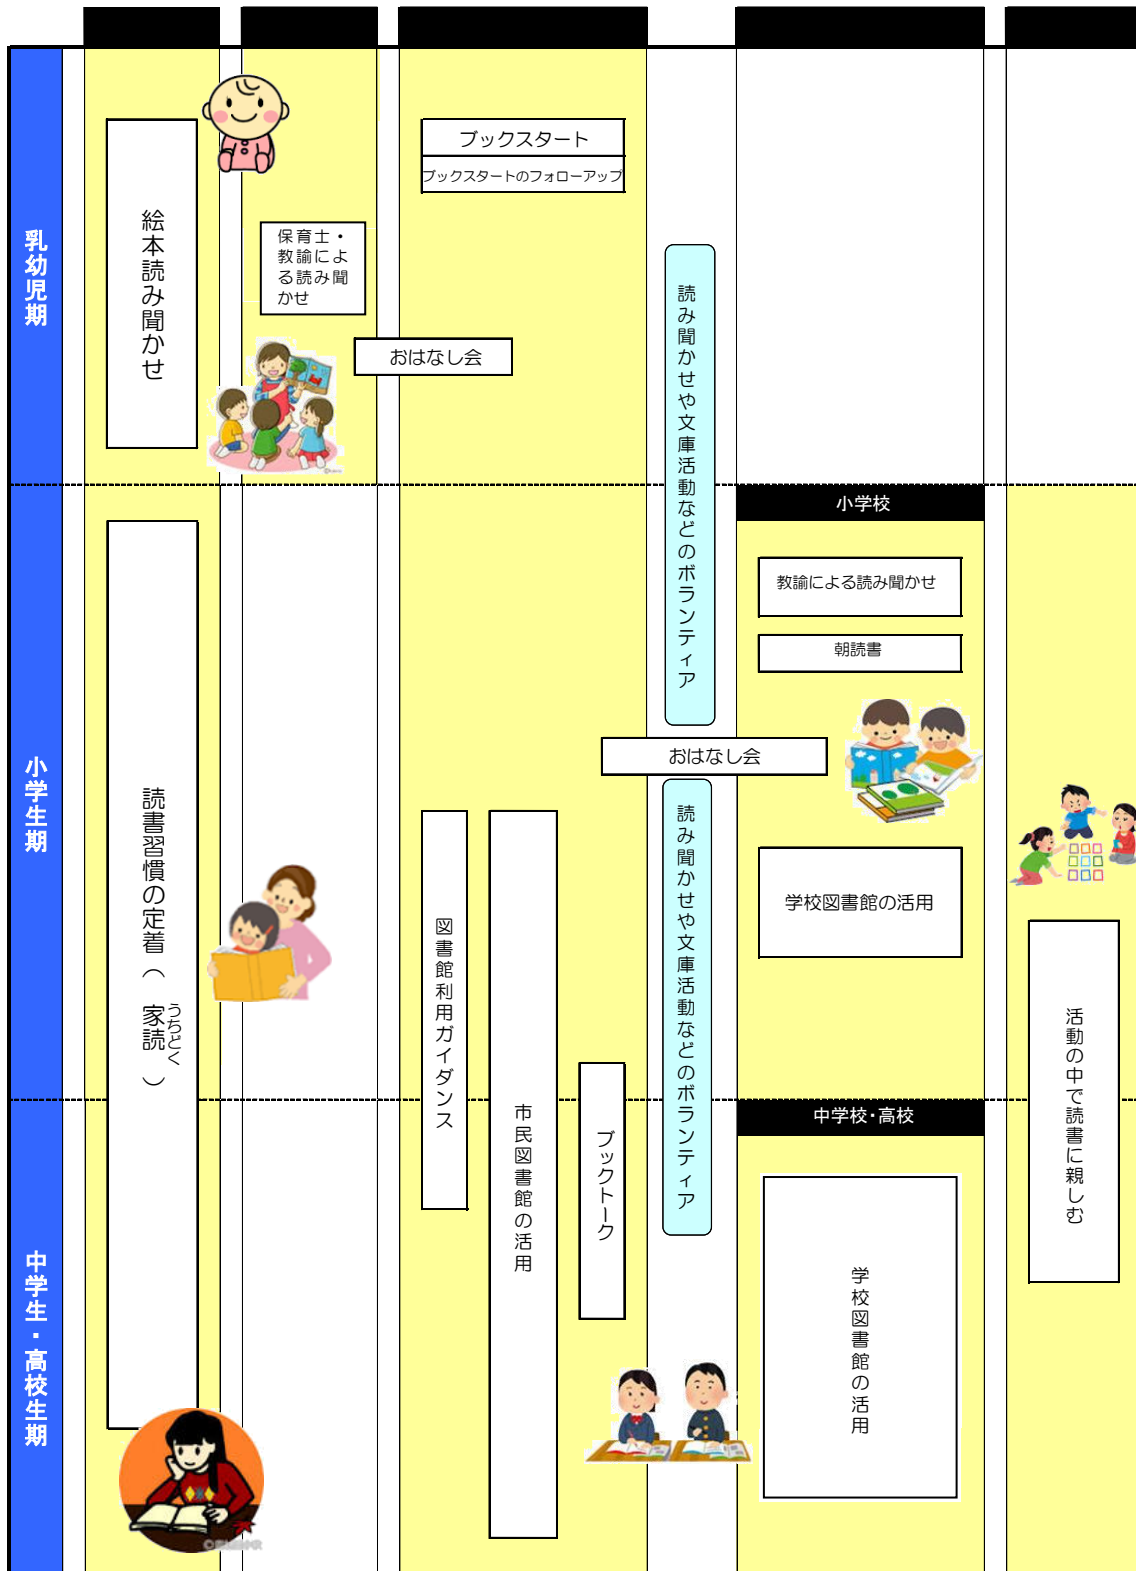 乳幼児期
絵本読み聞かせ
保育士・
教諭によ
る読み聞
かせ
おはなし会
ブックスタート
ブックスタートのフォローアップ
読み聞かせや文庫活動などのボランティア
小学生期
読書習慣の定着(家読)
うちどく
図書館利用ガイダンス
市民図書館の活用
ブックトーク
おはなし会
読み聞かせや文庫活動などのボランティア
小学校
教諭による読み聞かせ
朝読書
学校図書館の活用
活動の中で読書に親しむ
中学生・高校生期
中学校・高校
学校図書館の活用